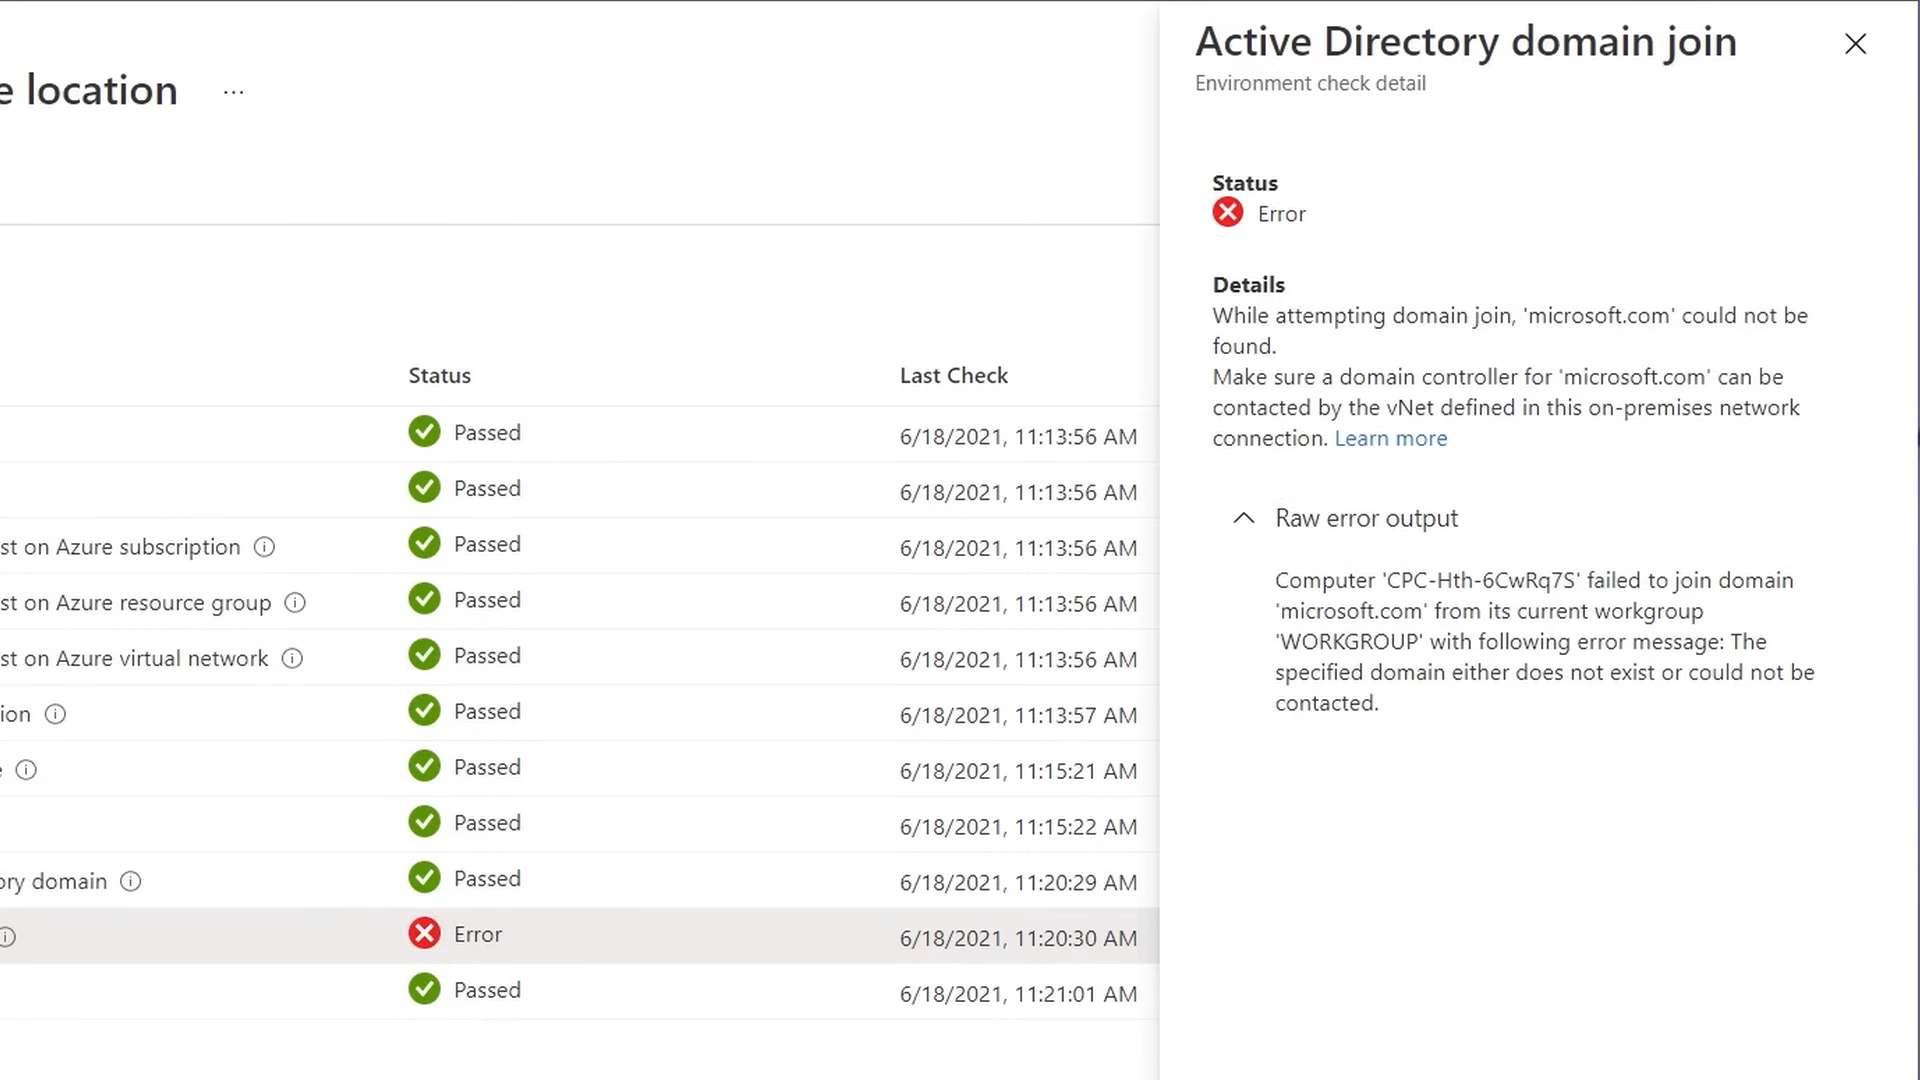 e location ...
Status
Last Check
Passed 6/18/2021, 11:13:56 AM
Passed 6/18/2021, 11:13:56 AM
st on Azure subscription Passed 6/18/2021, 11:13:56 AM
st on Azure resource group Passed 6/18/2021, 11:13:56 AM
st on Azure virtual network Passed 6/18/2021, 11:13:56 AM
ion Passed 6/18/2021, 11:13:57 AM
e Passed 6/18/2021, 11:15:21 AM
Passed 6/18/2021, 11:15:22 AM
ory domain Passed 6/18/2021, 11:20:29 AM
Error 6/18/2021, 11:20:30 AM
Passed 6/18/2021, 11:21:01 AM
Active Directory domain join
Environment check detail
Status
Error
Details
While attempting domain join, 'microsoft.com' could not be
found.
Make sure a domain controller for 'microsoft.com' can be
contacted by the vNet defined in this on-premises network
connection. Learn more
Raw error output
Computer 'CPC-Hth-6CwRq7S' failed to join domain
'microsoft.com' from its current workgroup
'WORKGROUP' with following error message: The
specified domain either does not exist or could not be
contacted.